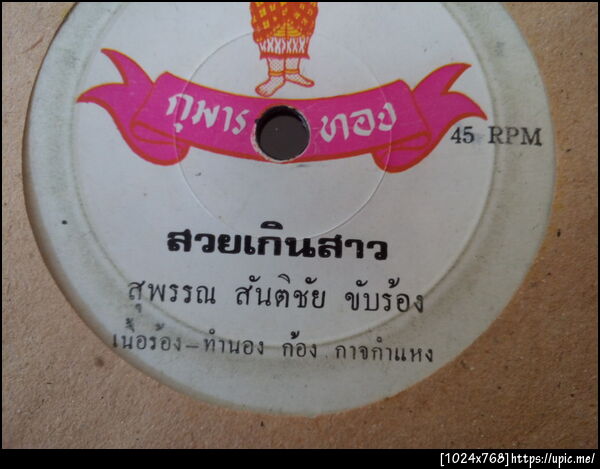 กุมารทอง
45 RPM
สวยเกินสาว
สุพรรณ สันติชัย ขับร้อง
เนื้อร้อง-ทำนอง ก้อง กาจกำแหง
[1024x768]https://upic.me/